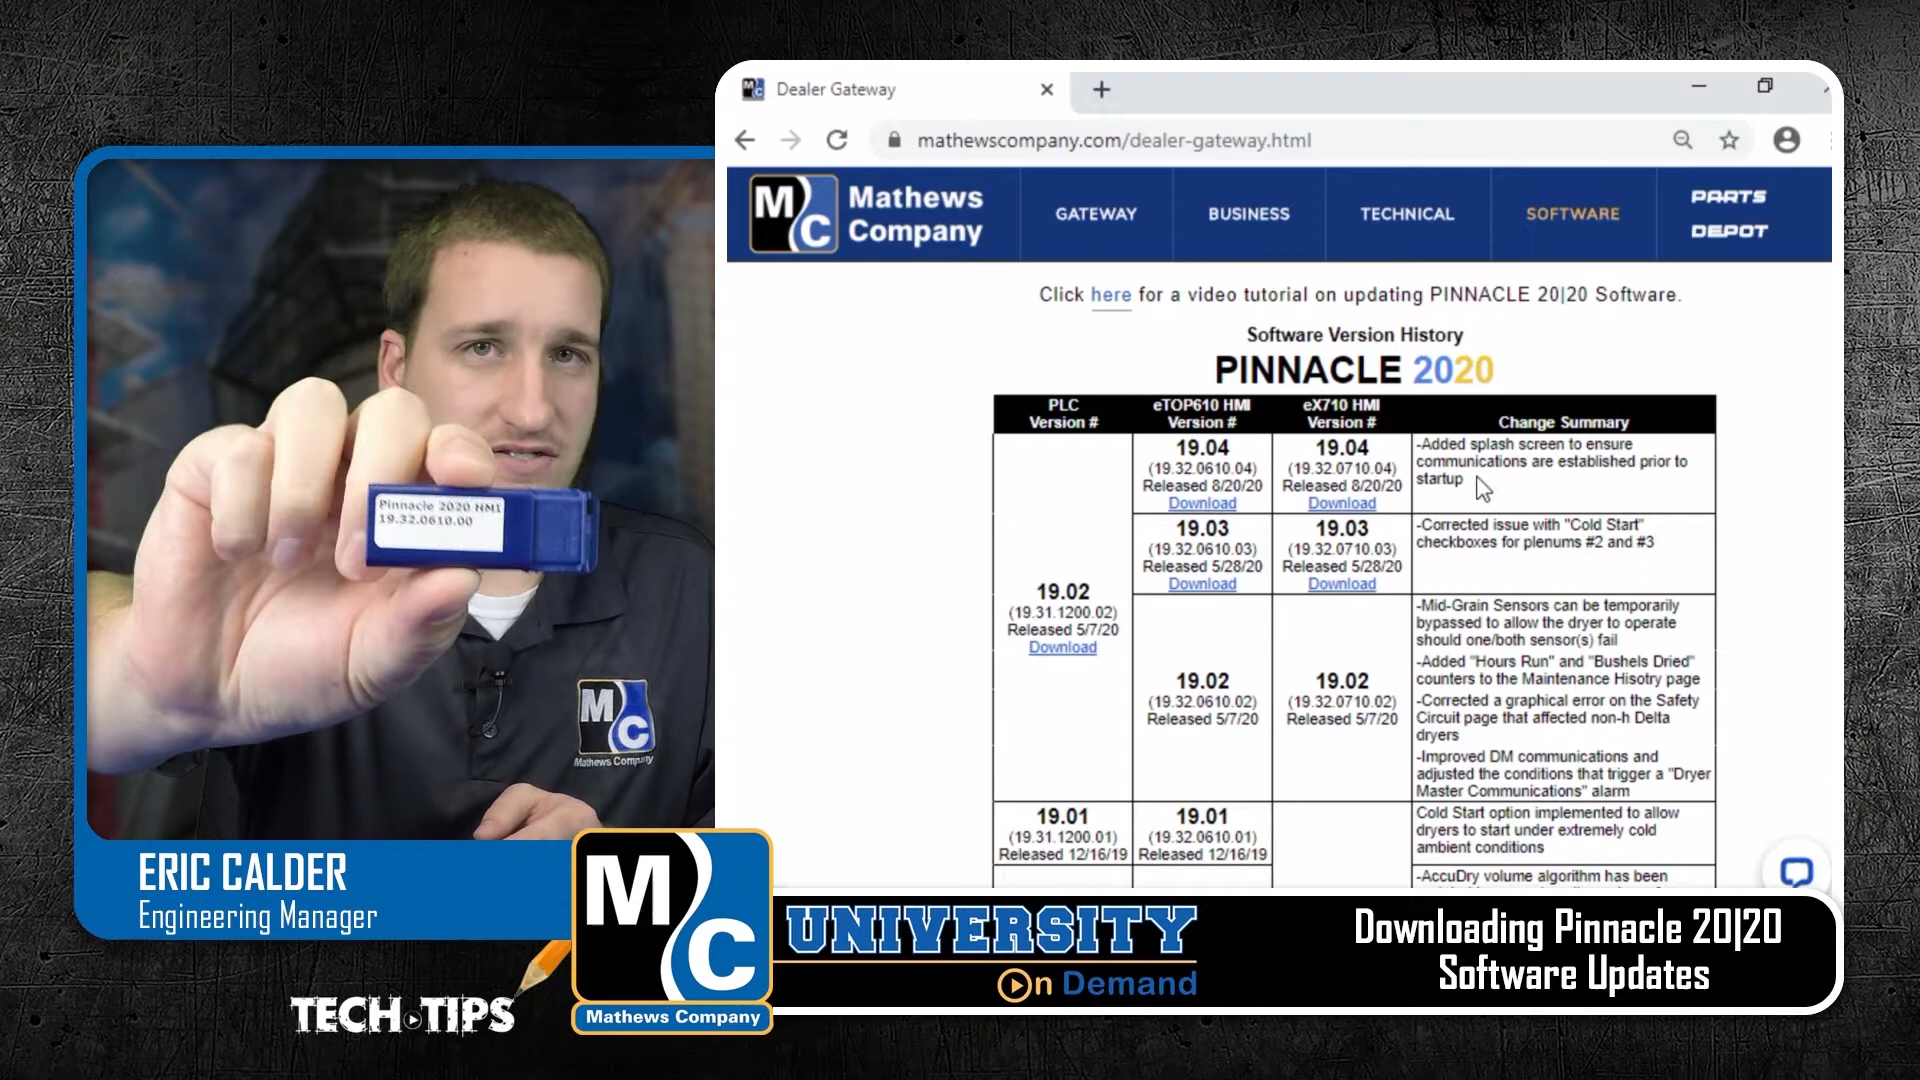 Dealer Gateway
mathewscompany.com/dealer-gateway.html
M
C
Mathews
Company
GATEWAY
BUSINESS
TECHNICAL
SOFTWARE
PARTS
DEPOT
Click here for a video tutorial on updating PINNACLE 20|20 Software.
Software Version History
PINNACLE 2020
PLC
Version #
eTOP610 HMI
Version #
eX710 HMI
Version #
Change Summary
19.02
(19.31.1200.02)
Released 5/7/20
Download
19.04
(19.32.0610.04)
Released 8/20/20
Download
19.04
(19.32.0710.04)
Released 8/20/20
Download
-Added splash screen to ensure
communications are established prior to
startup
19.03
(19.32.0610.03)
Released 5/28/20
Download
19.03
(19.32.0710.03)
Released 5/28/20
Download
-Corrected issue with "Cold Start"
checkboxes for plenums #2 and #3
19.02
(19.32.0610.02)
Released 5/7/20
19.02
(19.32.0710.02)
Released 5/7/20
-Mid-Grain Sensors can be temporarily
bypassed to allow the dryer to operate
should one/both sensor(s) fail
-Added "Hours Run" and "Bushels Dried"
counters to the Maintenance Hisotry page
-Corrected a graphical error on the Safety
Circuit page that affected non-h Delta
dryers
-Improved DM communications and
adjusted the conditions that trigger a "Dryer
Master Communications" alarm
19.01
(19.31.1200.01)
Released 12/16/19
19.01
(19.32.0610.01)
Released 12/16/19
Cold Start option implemented to allow
dryers to start under extremely cold
ambient conditions
-AccuDry volume algorithm has been
Pinnacle 2020 HMI
19.32.0610.00
M
C
Mathews Company
ERIC CALDER
Engineering Manager
TECH TIPS
M
C
Mathews Company
UNIVERSITY
On Demand
Downloading Pinnacle 20|20
Software Updates